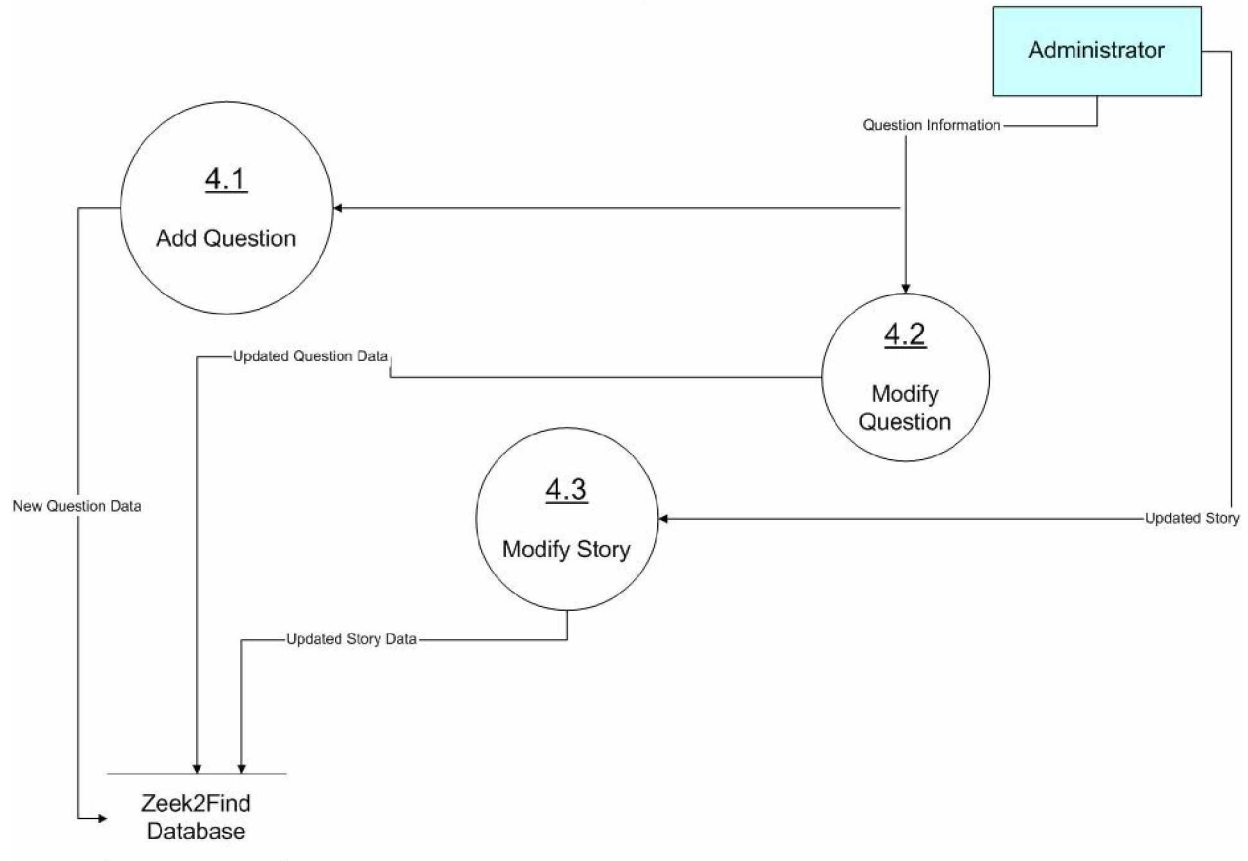 Administrator
Question Information
4.1
Add Question
4.2
Modify
Question
Updated Question Data
4.3
Modify Story
New Question Data
Updated Story
Updated Story Data
Zeek2Find
Database